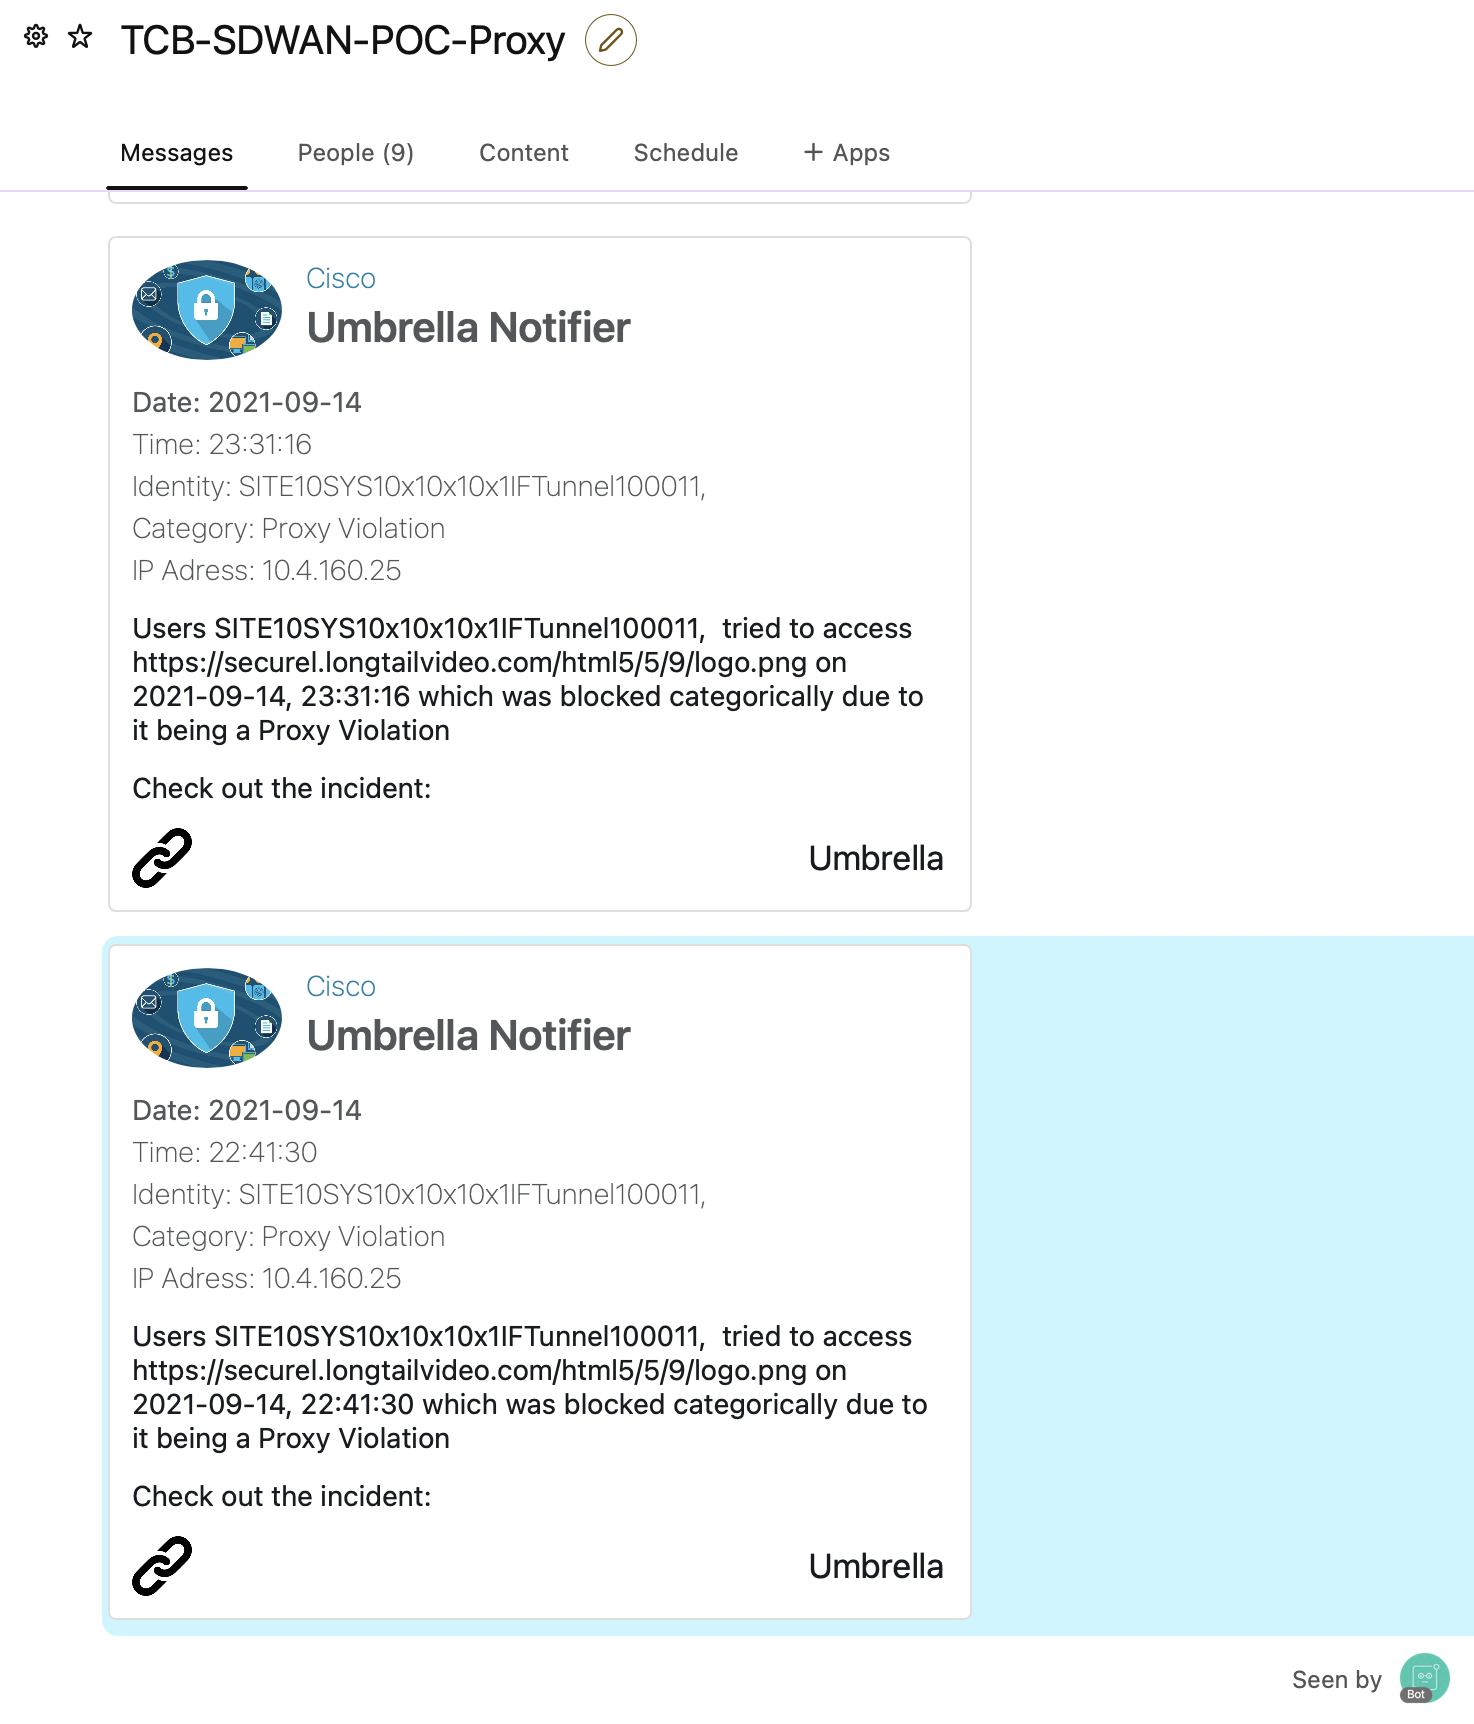 TCB-SDWAN-POC-Proxy
Messages People (9) Content Schedule + Apps
Cisco
Umbrella Notifier
Date: 2021-09-14
Time: 23:31:16
Identity: SITE10SYS10x10x10x1IFTunnel100011,
Category: Proxy Violation
IP Adress: 10.4.160.25
Users SITE10SYS10x10x10x1IFTunnel100011,  tried to access
https://securel.longtailvideo.com/html5/5/9/logo.png on
2021-09-14, 23:31:16 which was blocked categorically due to
it being a Proxy Violation
Check out the incident:
Umbrella
Cisco
Umbrella Notifier
Date: 2021-09-14
Time: 22:41:30
Identity: SITE10SYS10x10x10x1IFTunnel100011,
Category: Proxy Violation
IP Adress: 10.4.160.25
Users SITE10SYS10x10x10x1IFTunnel100011,  tried to access
https://securel.longtailvideo.com/html5/5/9/logo.png on
2021-09-14, 22:41:30 which was blocked categorically due to
it being a Proxy Violation
Check out the incident:
Umbrella
Seen by
Bot